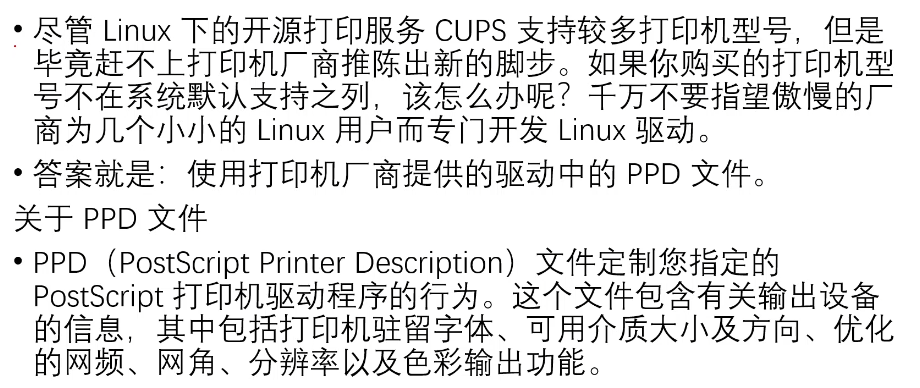 • 尽管 Linux 下的开源打印服务 CUPS 支持较多打印机型号，但是
毕竟赶不上打印机厂商推陈出新的脚步。如果你购买的打印机型
号不在系统默认支持之列，该怎么办呢？千万不要指望傲慢的厂
商为几个小小的 Linux 用户而专门开发 Linux 驱动。
• 答案就是：使用打印机厂商提供的驱动中的 PPD 文件。
关于 PPD 文件
• PPD（PostScript Printer Description）文件定制您指定的
PostScript 打印机驱动程序的行为。这个文件包含有关输出设备
的信息，其中包括打印机驻留字体、可用介质大小及方向、优化
的网频、网角、分辨率以及色彩输出功能。